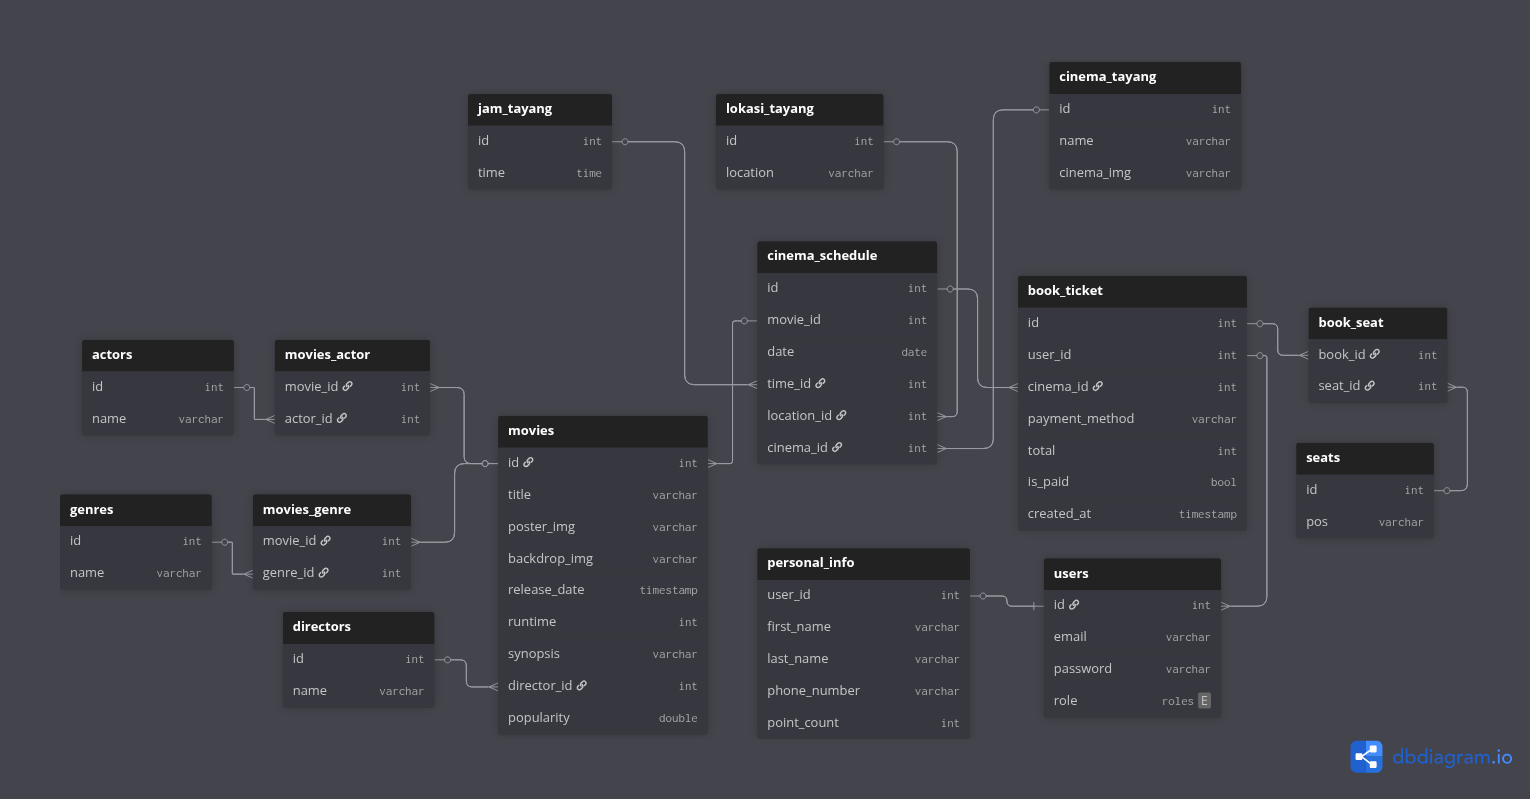 cinema_tayang
id int
name varchar
cinema_img varchar
jam_tayang
id int
time time
lokasi_tayang
id int
location varchar
cinema_schedule
id int
movie_id int
date date
time_id int
location_id int
cinema_id int
book_ticket
id int
user_id int
cinema_id int
payment_method varchar
total int
is_paid bool
created_at timestamp
book_seat
book_id int
seat_id int
actors
id int
name varchar
movies_actor
movie_id int
actor_id int
movies
id int
title varchar
poster_img varchar
backdrop_img varchar
release_date timestamp
runtime int
synopsis varchar
director_id int
popularity double
seats
id int
pos varchar
genres
id int
name varchar
movies_genre
movie_id int
genre_id int
directors
id int
name varchar
personal_info
user_id int
first_name varchar
last_name varchar
phone_number varchar
point_count int
users
id int
email varchar
password varchar
role roles E
dbdiagram.io